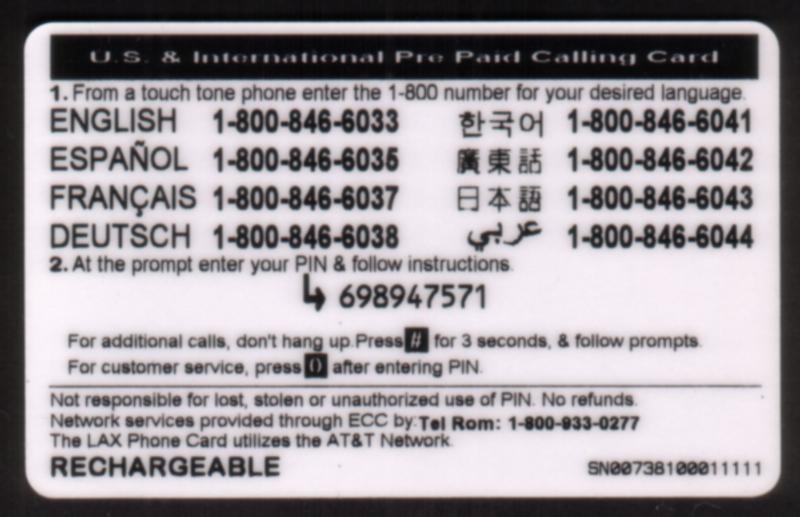 U.S. & International Pre Paid Calling Card
1. From a touch tone phone enter the 1-800 number for your desired language.
ENGLISH 1-800-846-6033 한국어 1-800-846-6041
ESPAÑOL 1-800-846-6035 廣東話 1-800-846-6042
FRANÇAIS 1-800-846-6037 日本語 1-800-846-6043
DEUTSCH 1-800-846-6038 عربي 1-800-846-6044
2. At the prompt enter your PIN & follow instructions.
698947571
For additional calls, don't hang up. Press # for 3 seconds, & follow prompts.
For customer service, press 0 after entering PIN.
Not responsible for lost, stolen or unauthorized use of PIN. No refunds.
Network services provided through ECC by: Tel Rom: 1-800-933-0277
The LAX Phone Card utilizes the AT&T Network.
RECHARGEABLE SN00738100011111